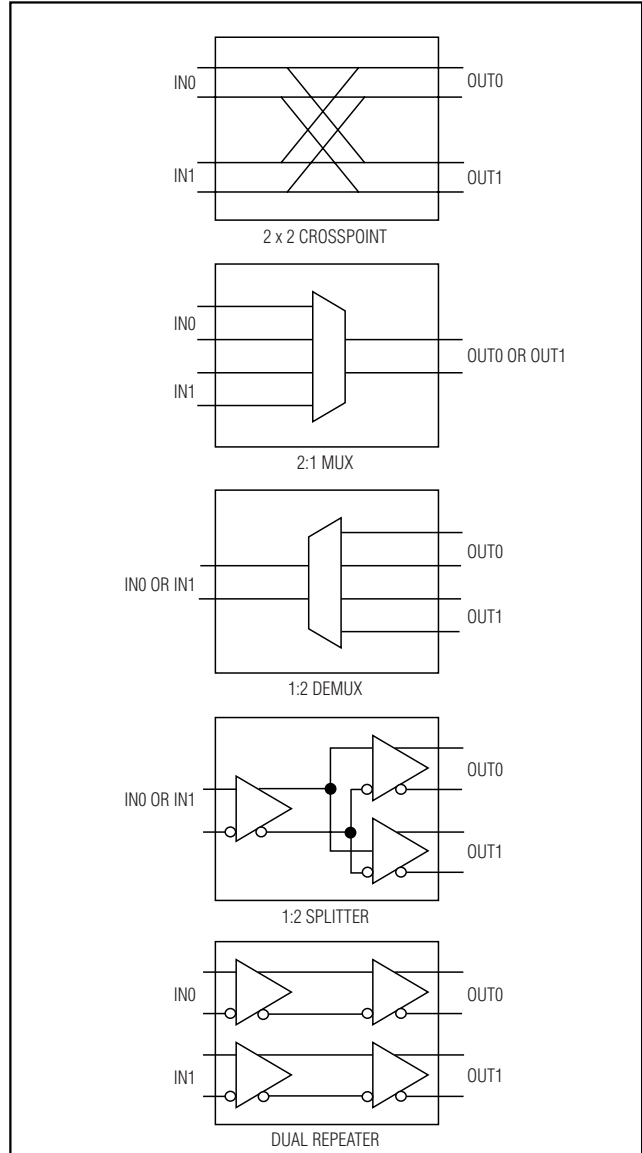 IN0
OUT0
IN1
OUT1
2 x 2 CROSSPOINT
IN0
OUT0 OR OUT1
IN1
2:1 MUX
OUT0
IN0 OR IN1
OUT1
1:2 DEMUX
OUT0
IN0 OR IN1
OUT1
1:2 SPLITTER
IN0
OUT0
IN1
OUT1
DUAL REPEATER